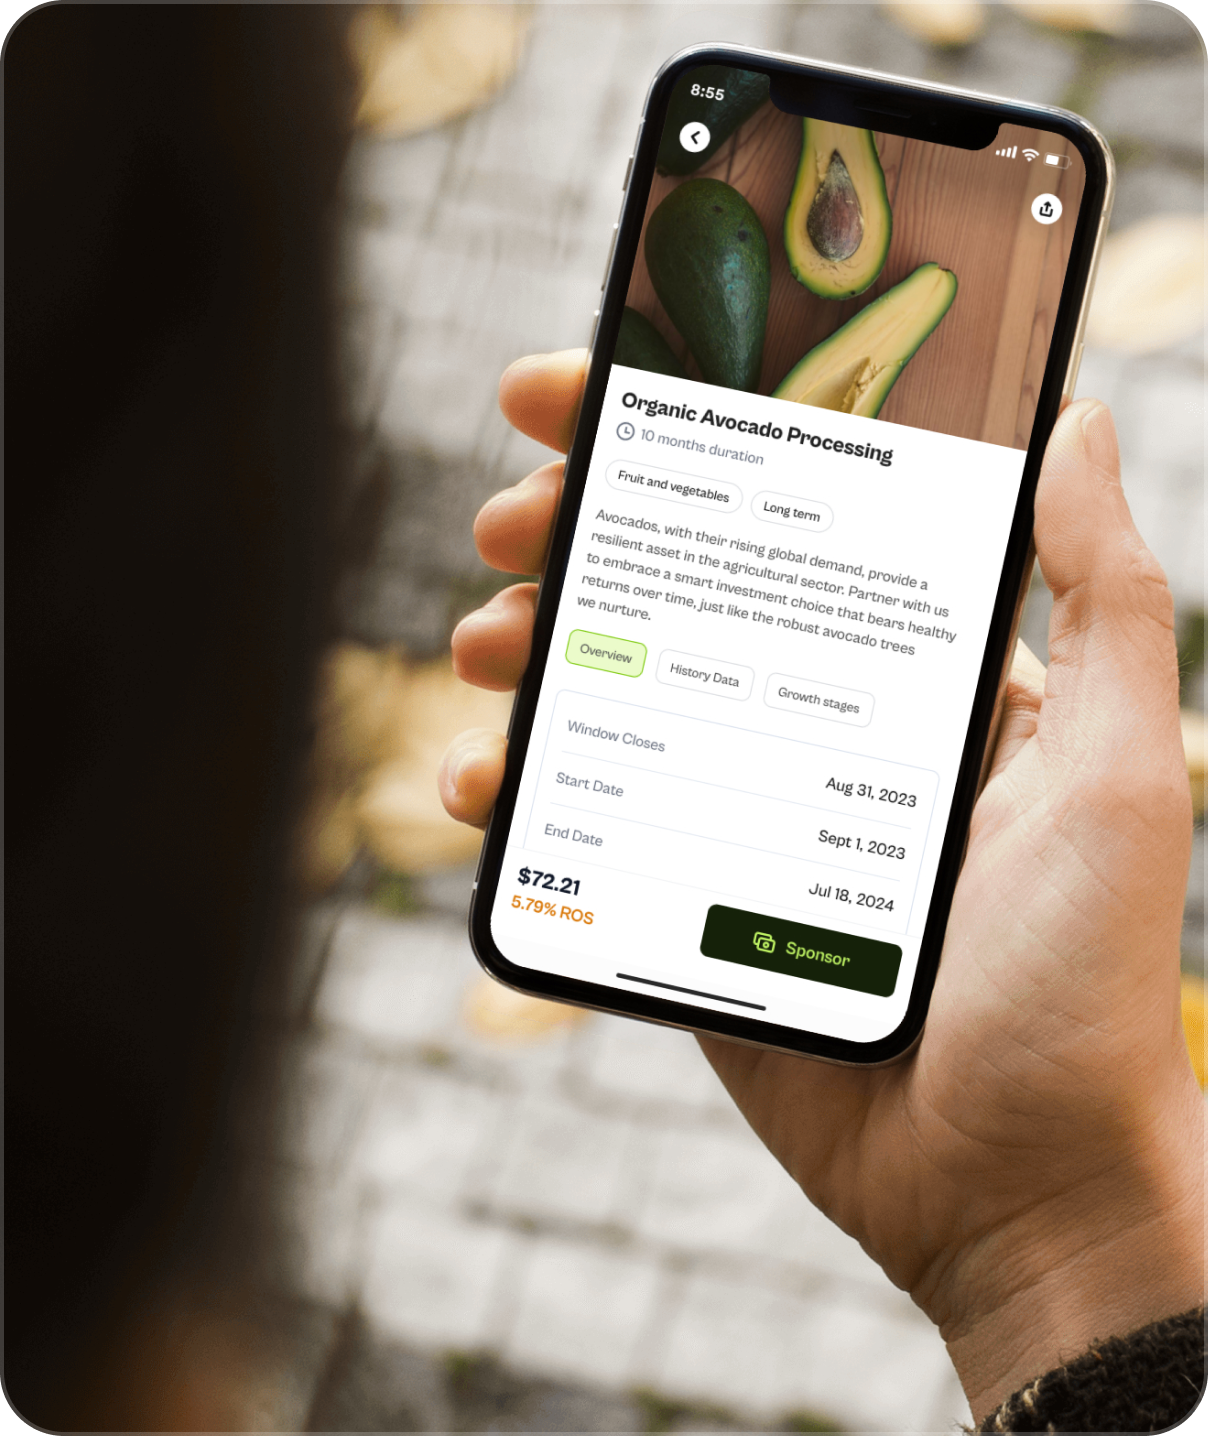 8:55
Organic Avocado Processing
10 months duration
Fruit and vegetables
Long term
Avocados, with their rising global demand, provide a
resilient asset in the agricultural sector. Partner with us
to embrace a smart investment choice that bears healthy
returns over time, just like the robust avocado trees
we nurture.
Overview
History Data
Growth stages
Window Closes
Aug 31, 2023
Start Date
Sept 1, 2023
End Date
Jul 18, 2024
$72.21
5.79% ROS
Sponsor